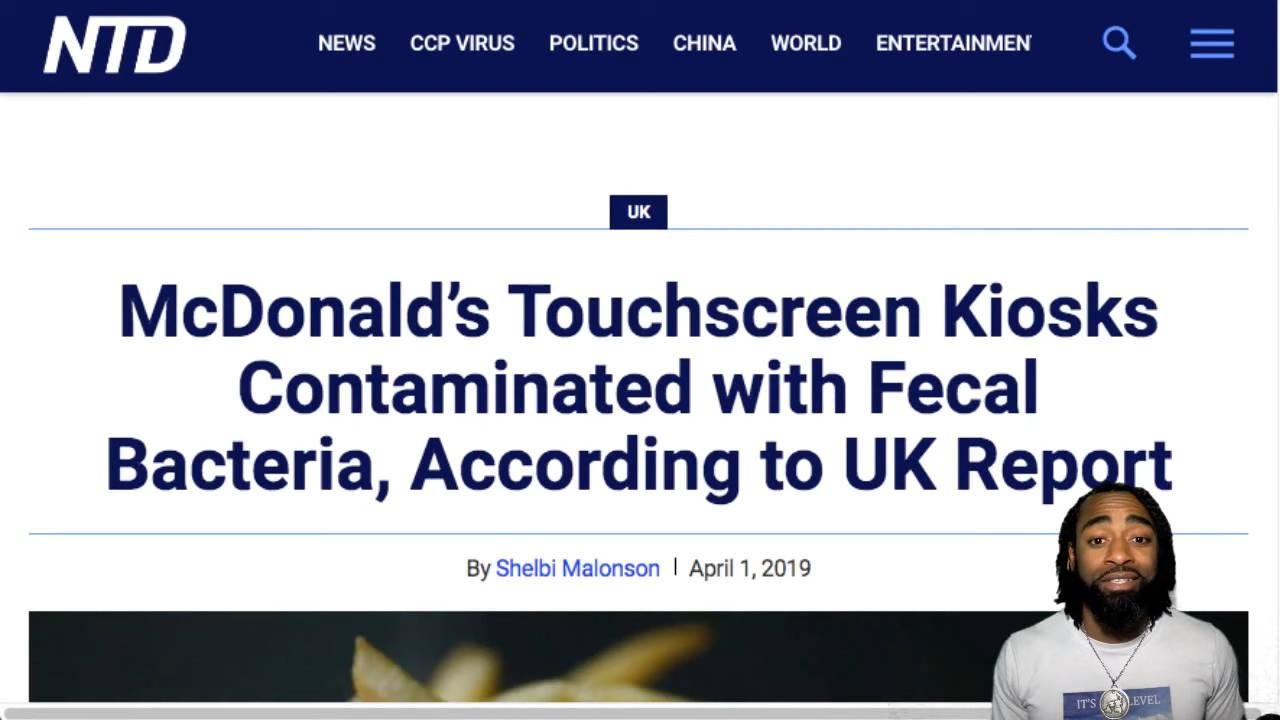 NTD
NEWS CCP VIRUS POLITICS CHINA WORLD ENTERTAINMEN
UK
McDonald’s Touchscreen Kiosks
Contaminated with Fecal
Bacteria, According to UK Report
By Shelbi Malonson | April 1, 2019
IT'S LEVEL